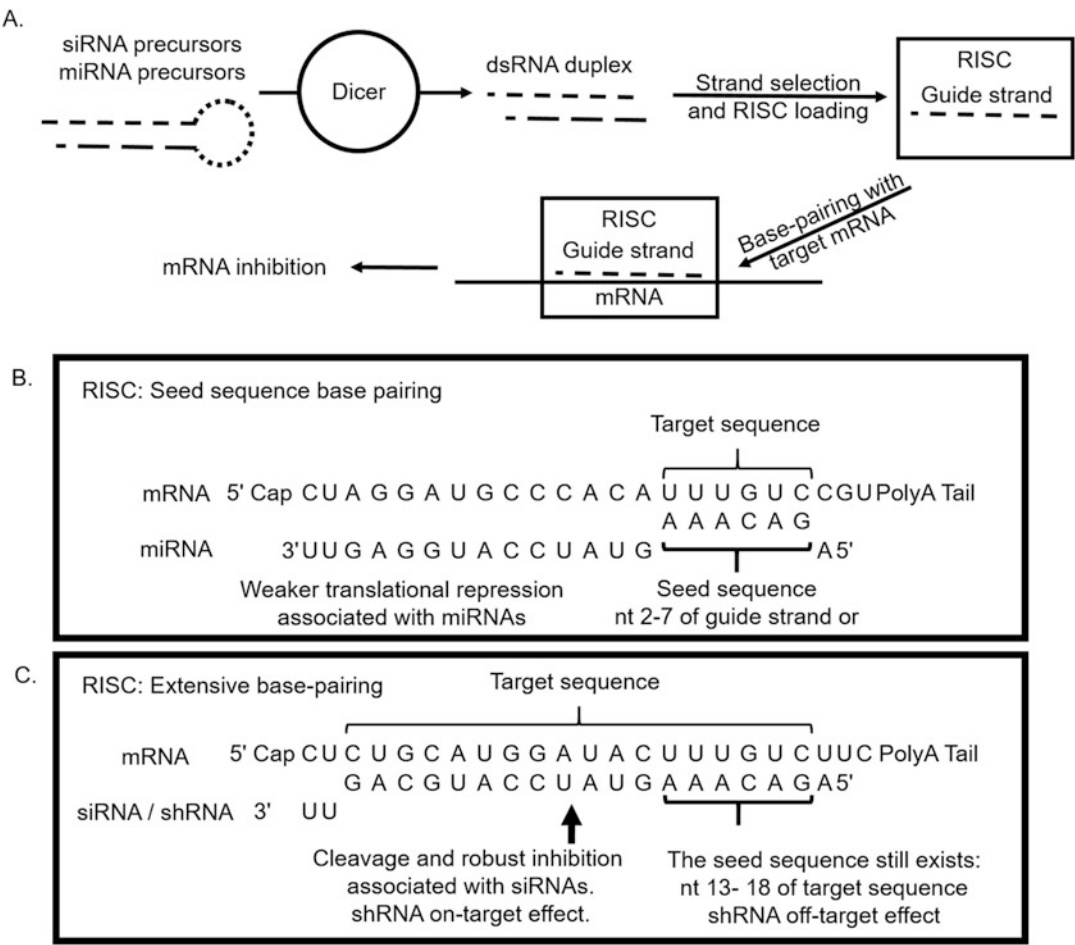 A.
siRNA precursors
miRNA precursors
Dicer
dsRNA duplex
Strand selection
and RISC loading
RISC
Guide strand
Base-pairing with
target mRNA
RISC
Guide strand
mRNA
mRNA inhibition
B.
RISC: Seed sequence base pairing
Target sequence
mRNA 5' Cap C U A G G A U G C C C A C A U U U G U C C G U PolyA Tail
A A A C A G
miRNA 3' U U G A G G U A C C U A U G A 5'
Weaker translational repression
associated with miRNAs
Seed sequence
nt 2-7 of guide strand or
C.
RISC: Extensive base-pairing
Target sequence
mRNA 5' Cap C U C U G C A U G G A U A C U U U G U C U U C PolyA Tail
G A C G U A C C U A U G A A A C A G A 5'
siRNA / shRNA 3' U U
Cleavage and robust inhibition
associated with siRNAs.
shRNA on-target effect.
The seed sequence still exists:
nt 13- 18 of target sequence
shRNA off-target effect